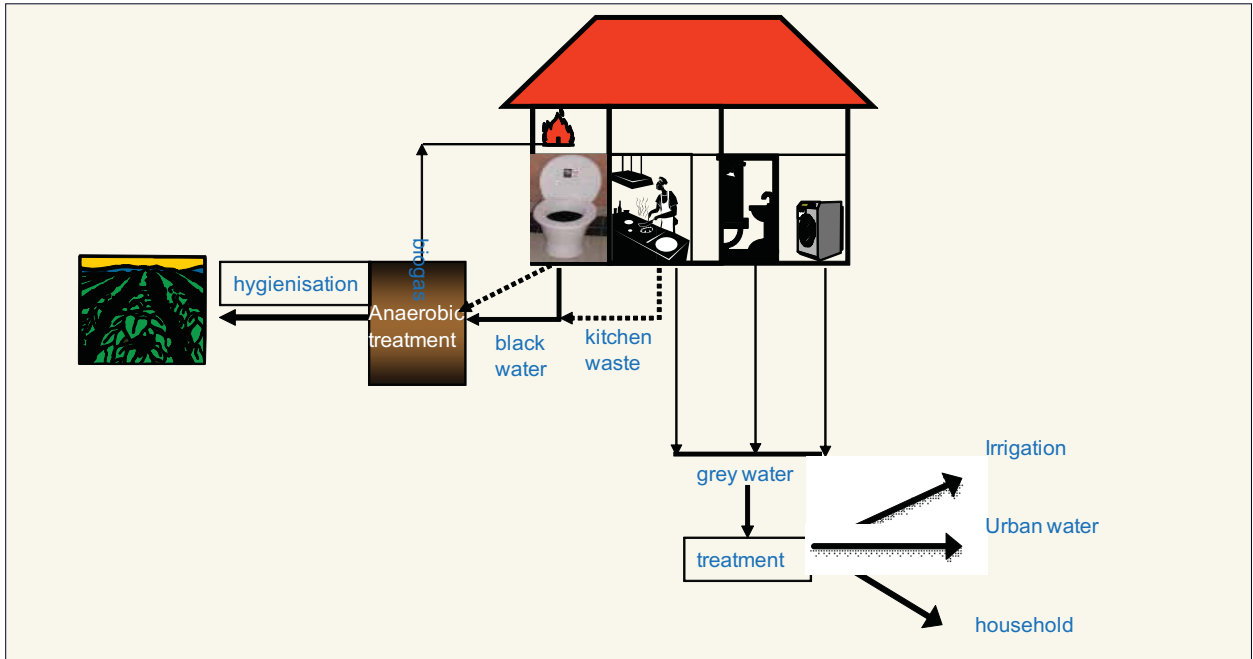 biogas
hygienisation
Anaerobic
treatment
black
water
kitchen
waste
grey water
treatment
Irrigation
Urban water
household